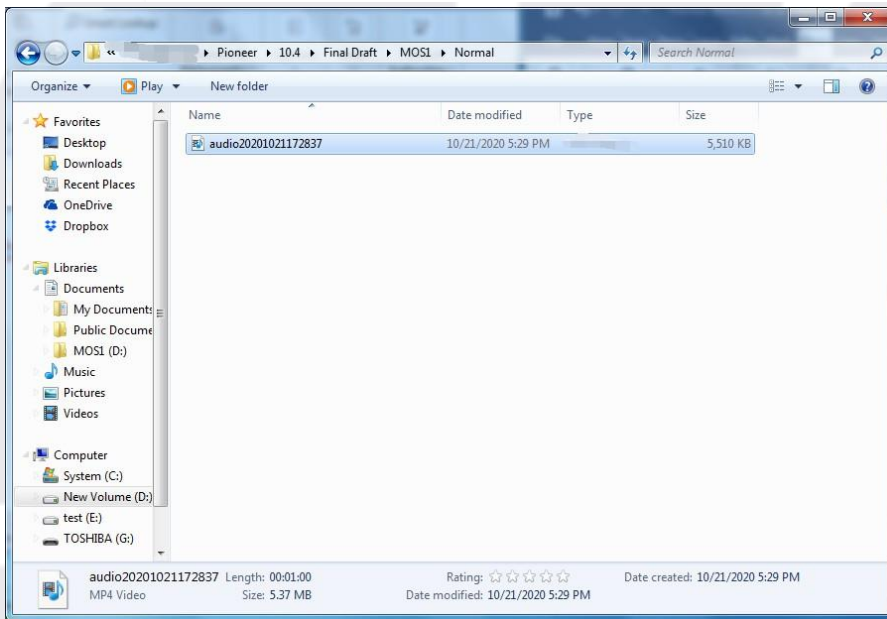 « Pioneer ▸ 10.4 ▸ Final Draft ▸ MOS1 ▸ Normal Search Normal
Organize Play New folder
Name Date modified Type Size
audio20201021172837 10/21/2020 5:29 PM 5,510 KB
Favorites
Desktop
Downloads
Recent Places
OneDrive
Dropbox
Libraries
Documents
My Documents
Public Docume
MOS1 (D:)
Music
Pictures
Videos
Computer
System (C:)
New Volume (D:)
test (E:)
TOSHIBA (G:)
audio20201021172837 Length: 00:01:00 Rating: ☆☆☆☆☆ Date created: 10/21/2020 5:29 PM
MP4 Video Size: 5.37 MB Date modified: 10/21/2020 5:29 PM